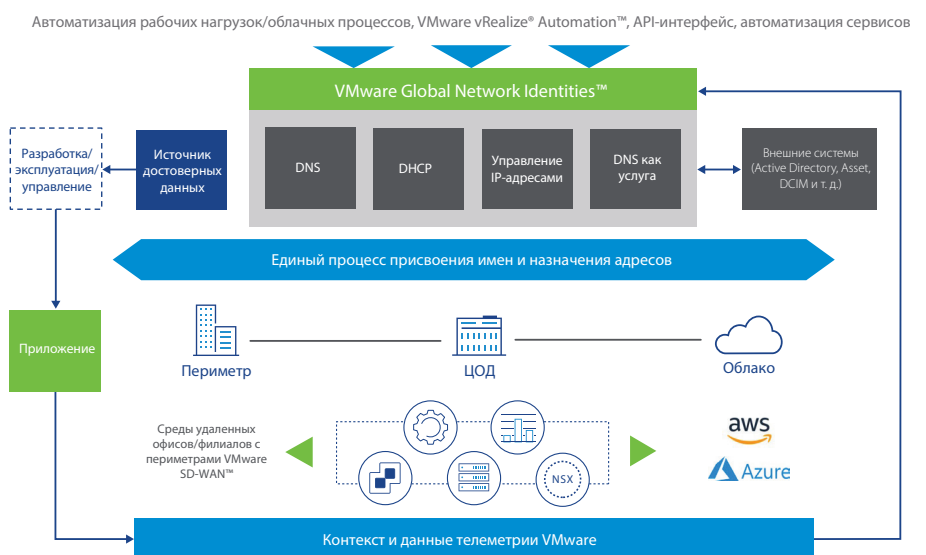 Автоматизация рабочих нагрузок/облачных процессов, VMware vRealize® Automation™, API-интерфейс, автоматизация сервисов
VMware Global Network Identities™
Разработка/
эксплуатация/
управление
Источник
достоверных
данных
DNS
DHCP
Управление
IP-адресами
DNS как
услуга
Внешние системы
(Active Directory, Asset,
DCIM и т. д.)
Единый процесс присвоения имен и назначения адресов
Приложение
Периметр
ЦОД
Облако
Среды удаленных
офисов/филиалов с
периметрами VMware
SD-WAN™
NSX
aws
Azure
Контекст и данные телеметрии VMware